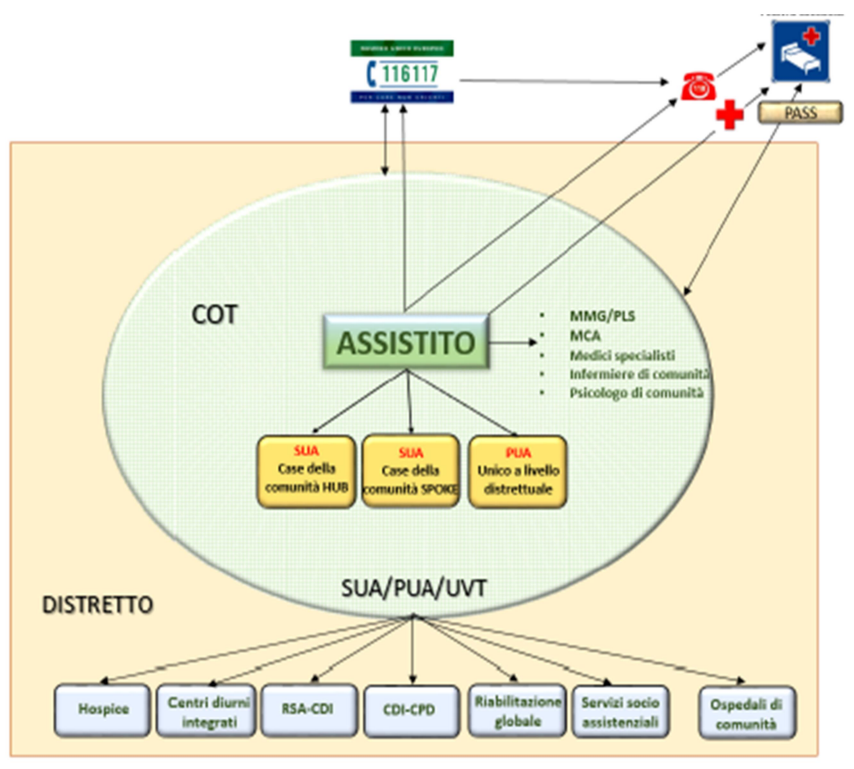 116117
118
PASS
COT
ASSISTITO
• MMG/PLS
• MCA
• Medici specialisti
• Infermiere di comunità
• Psicologo di comunità
SUA
Case della
comunità HUB
SUA
Case della
comunità SPOKE
PUA
Unico a livello
distrettuale
SUA/PUA/UVT
DISTRETTO
Hospice
Centri diurni
integrati
RSA-CDI
CDI-CPD
Riabilitazione
globale
Servizi socio
assistenziali
Ospedali di
comunità